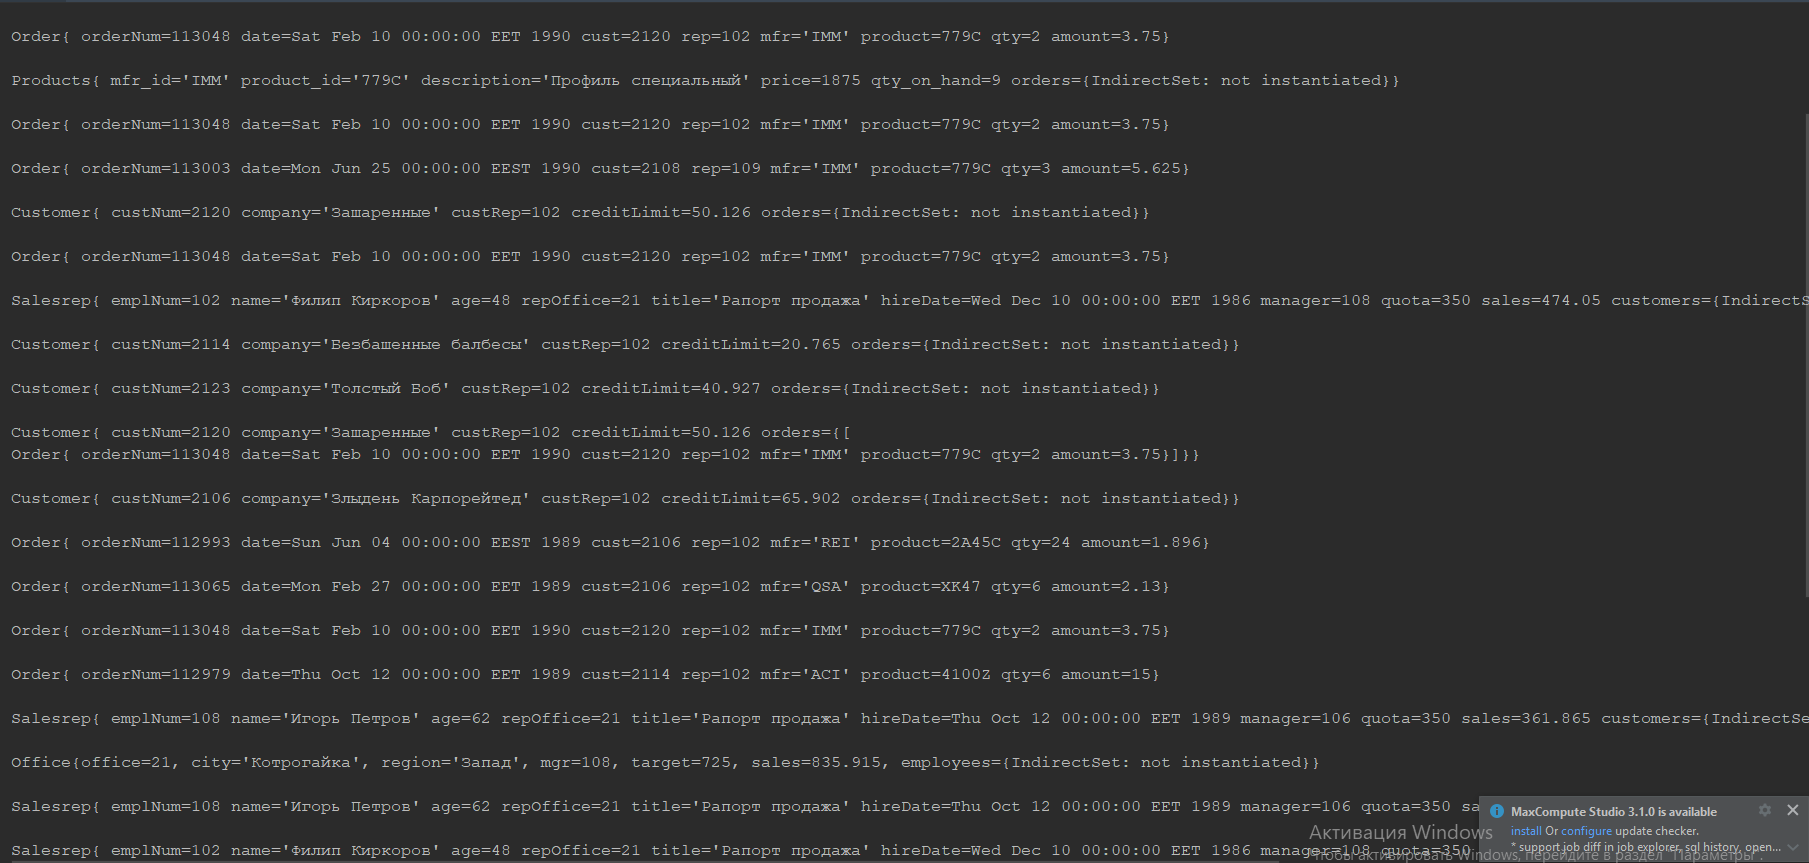 Order{ orderNum=113048 date=Sat Feb 10 00:00:00 EET 1990 cust=2120 rep=102 mfr='IMM' product=779C qty=2 amount=3.75}
Products{ mfr_id='IMM' product_id='779C' description='Профиль специальный' price=1875 qty_on_hand=9 orders={IndirectSet: not instantiated}}
Order{ orderNum=113048 date=Sat Feb 10 00:00:00 EET 1990 cust=2120 rep=102 mfr='IMM' product=779C qty=2 amount=3.75}
Order{ orderNum=113003 date=Mon Jun 25 00:00:00 EEST 1990 cust=2108 rep=109 mfr='IMM' product=779C qty=3 amount=5.625}
Customer{ custNum=2120 company='Зашаренные' custRep=102 creditLimit=50.126 orders={IndirectSet: not instantiated}}
Order{ orderNum=113048 date=Sat Feb 10 00:00:00 EET 1990 cust=2120 rep=102 mfr='IMM' product=779C qty=2 amount=3.75}
Salesrep{ emplNum=102 name='Филип Киркоров' age=48 repOffice=21 title='Рапорт продажа' hireDate=Wed Dec 10 00:00:00 EET 1986 manager=108 quota=350 sales=474.05 customers={IndirectS
Customer{ custNum=2114 company='Безбашенные балбесы' custRep=102 creditLimit=20.765 orders={IndirectSet: not instantiated}}
Customer{ custNum=2123 company='Толстый Боб' custRep=102 creditLimit=40.927 orders={IndirectSet: not instantiated}}
Customer{ custNum=2120 company='Зашаренные' custRep=102 creditLimit=50.126 orders={[
Order{ orderNum=113048 date=Sat Feb 10 00:00:00 EET 1990 cust=2120 rep=102 mfr='IMM' product=779C qty=2 amount=3.75}]}}
Customer{ custNum=2106 company='Злыдень Карпорейтед' custRep=102 creditLimit=65.902 orders={IndirectSet: not instantiated}}
Order{ orderNum=112993 date=Sun Jun 04 00:00:00 EEST 1989 cust=2106 rep=102 mfr='REI' product=2A45C qty=24 amount=1.896}
Order{ orderNum=113065 date=Mon Feb 27 00:00:00 EET 1989 cust=2106 rep=102 mfr='QSA' product=XK47 qty=6 amount=2.13}
Order{ orderNum=113048 date=Sat Feb 10 00:00:00 EET 1990 cust=2120 rep=102 mfr='IMM' product=779C qty=2 amount=3.75}
Order{ orderNum=112979 date=Thu Oct 12 00:00:00 EET 1989 cust=2114 rep=102 mfr='ACI' product=4100Z qty=6 amount=15}
Salesrep{ emplNum=108 name='Игорь Петров' age=62 repOffice=21 title='Рапорт продажа' hireDate=Thu Oct 12 00:00:00 EET 1989 manager=106 quota=350 sales=361.865 customers={IndirectSe
Office{office=21, city='Котрогайка', region='Запад', mgr=108, target=725, sales=835.915, employees={IndirectSet: not instantiated}}
Salesrep{ emplNum=108 name='Игорь Петров' age=62 repOffice=21 title='Рапорт продажа' hireDate=Thu Oct 12 00:00:00 EET 1989 manager=106 quota=350 sa
MaxCompute Studio 3.1.0 is available
install Or configure update checker.
* support job diff in job explorer, sql history, open...
Активация Windows
Salesrep{ emplNum=102 name='Филип Киркоров' age=48 repOffice=21 title='Рапорт продажа' hireDate=Wed Dec 10 00:00:00 EET 1986 manager=108 quota=350
Чтобы активировать Windows, перейдите в раздел "Параметры".